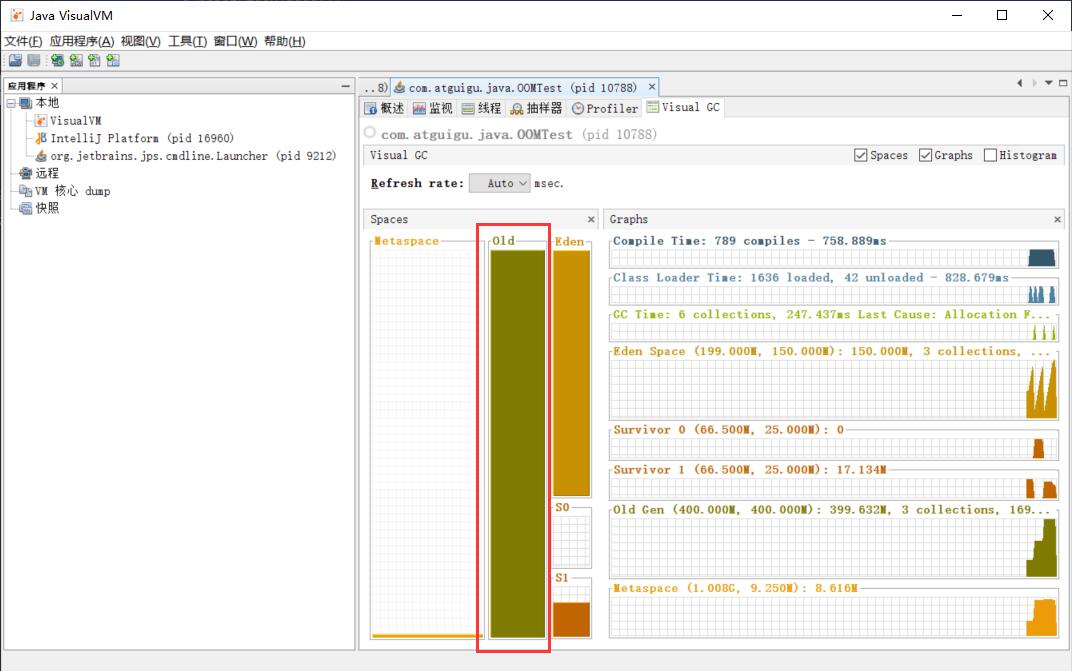 Java VisualVM
文件(F) 应用程序(A) 视图(V) 工具(T) 窗口(W) 帮助(H)
应用程序
本地
VisualVM
IntelliJ Platform (pid 16960)
org.jetbrains.jps.cmdline.Launcher (pid 9212)
远程
VM 核心 dump
快照
..8) com.atguigu.java.OOMTest (pid 10788)
概述 监视 线程 抽样器 Profiler Visual GC
com.atguigu.java.OOMTest (pid 10788)
Visual GC Spaces Graphs Histogram
Refresh rate: Auto msec.
Spaces
Metaspace Old Eden
S0
S1
Graphs
Compile Time: 789 compiles - 758.889ms
Class Loader Time: 1636 loaded, 42 unloaded - 828.679ms
GC Time: 6 collections, 247.437ms Last Cause: Allocation F...
Eden Space (199.000M, 150.000M): 150.000M, 3 collections, ...
Survivor 0 (66.500M, 25.000M): 0
Survivor 1 (66.500M, 25.000M): 17.134M
Old Gen (400.000M, 400.000M): 399.632M, 3 collections, 169...
Metaspace (1.008G, 9.250M): 8.616M